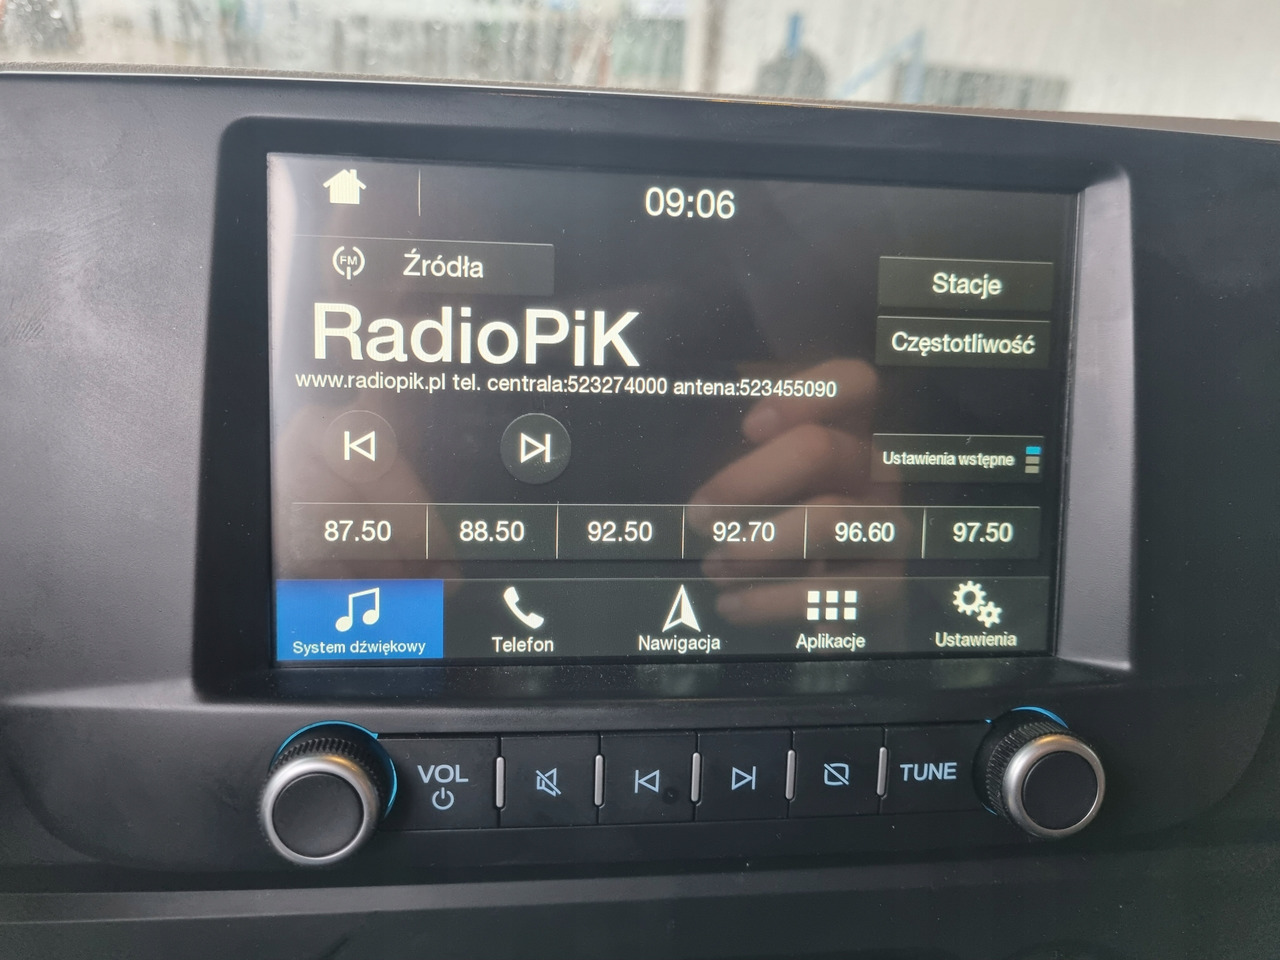 09:06
FM Źródła
Stacje
RadioPiK
Częstotliwość
www.radiopik.pl tel. centrala:523274000 antena:523455090
Ustawienia wstępne
87.50 88.50 92.50 92.70 96.60 97.50
System dźwiękowy Telefon Nawigacja Aplikacje Ustawienia
VOL TUNE